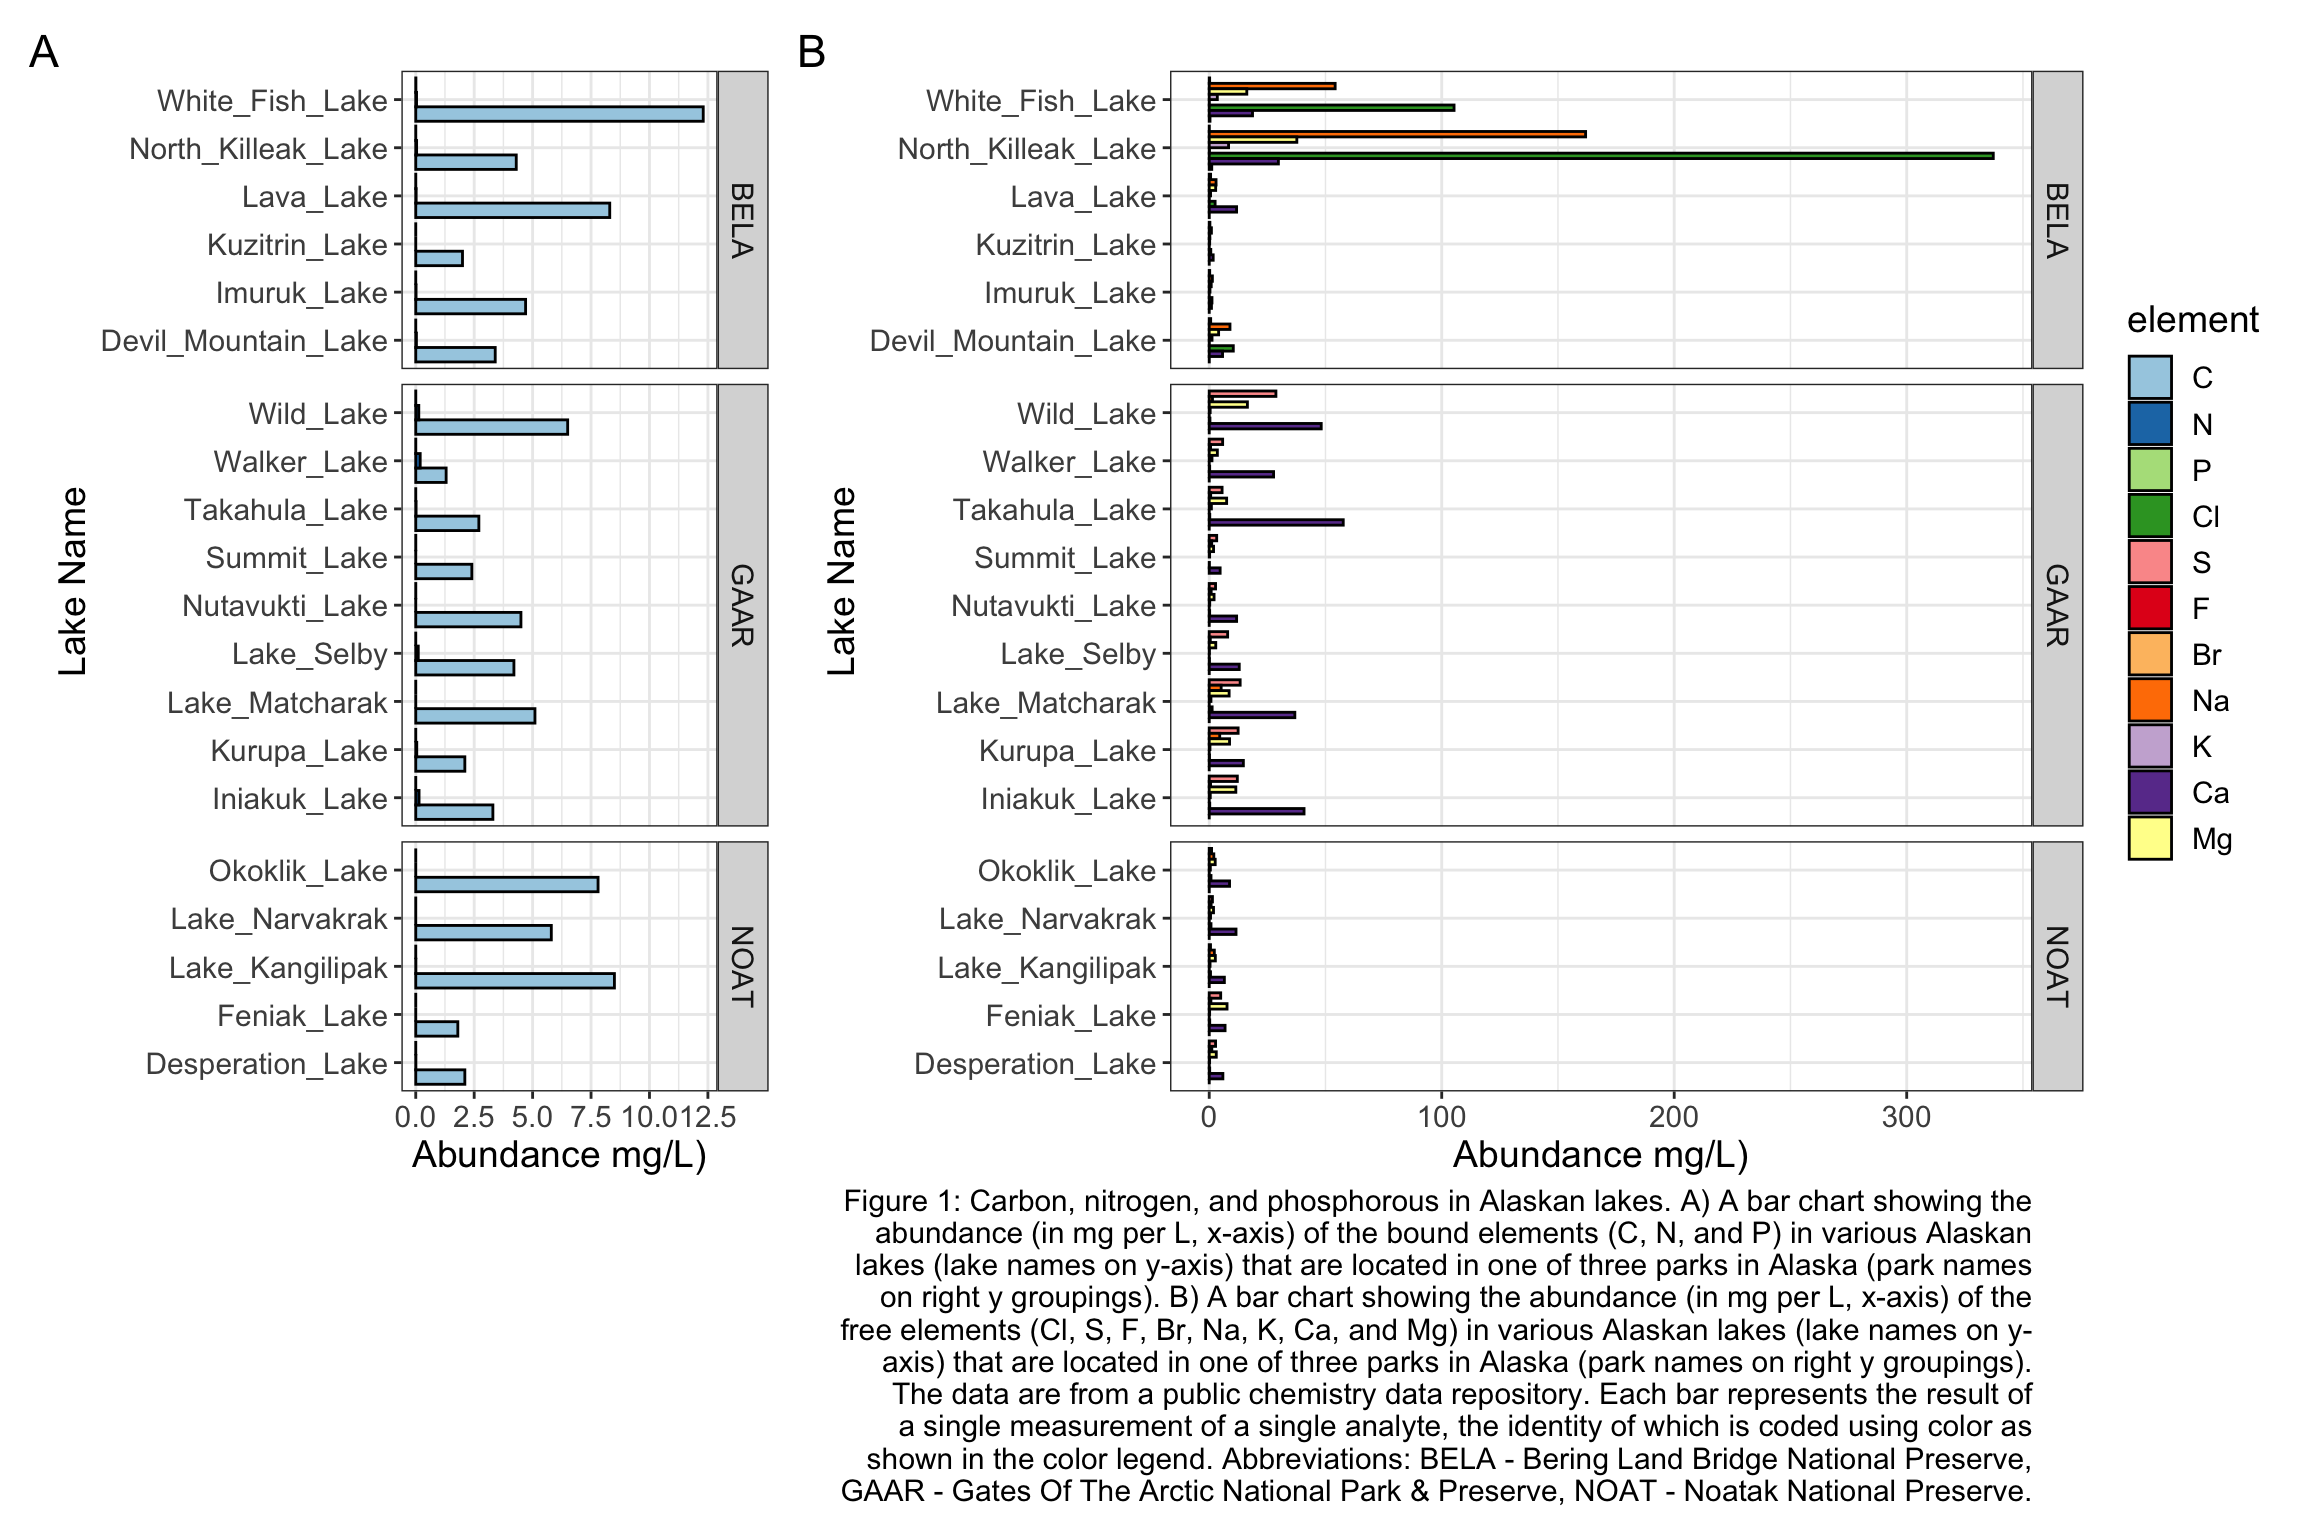 A
White_Fish_Lake
North_Killeak_Lake
Lava_Lake
Kuzitrin_Lake
Imuruk_Lake
Devil_Mountain_Lake
BELA
Wild_Lake
Walker_Lake
Takahula_Lake
Summit_Lake
Nutavukti_Lake
Lake_Selby
Lake_Matcharak
Kurupa_Lake
Iniakuk_Lake
GAAR
Okoklik_Lake
Lake_Narvakrak
Lake_Kangilipak
Feniak_Lake
Desperation_Lake
NOAT
Lake Name
0.0 2.5 5.0 7.5 10.0 12.5
Abundance mg/L)
B
White_Fish_Lake
North_Killeak_Lake
Lava_Lake
Kuzitrin_Lake
Imuruk_Lake
Devil_Mountain_Lake
BELA
Wild_Lake
Walker_Lake
Takahula_Lake
Summit_Lake
Nutavukti_Lake
Lake_Selby
Lake_Matcharak
Kurupa_Lake
Iniakuk_Lake
GAAR
Okoklik_Lake
Lake_Narvakrak
Lake_Kangilipak
Feniak_Lake
Desperation_Lake
NOAT
Lake Name
0 100 200 300
Abundance mg/L)
element
C
N
P
Cl
S
F
Br
Na
K
Ca
Mg
Figure 1: Carbon, nitrogen, and phosphorous in Alaskan lakes. A) A bar chart showing the
abundance (in mg per L, x-axis) of the bound elements (C, N, and P) in various Alaskan
lakes (lake names on y-axis) that are located in one of three parks in Alaska (park names
on right y groupings). B) A bar chart showing the abundance (in mg per L, x-axis) of the
free elements (Cl, S, F, Br, Na, K, Ca, and Mg) in various Alaskan lakes (lake names on y-
axis) that are located in one of three parks in Alaska (park names on right y groupings).
The data are from a public chemistry data repository. Each bar represents the result of
a single measurement of a single analyte, the identity of which is coded using color as
shown in the color legend. Abbreviations: BELA - Bering Land Bridge National Preserve,
GAAR - Gates Of The Arctic National Park & Preserve, NOAT - Noatak National Preserve.